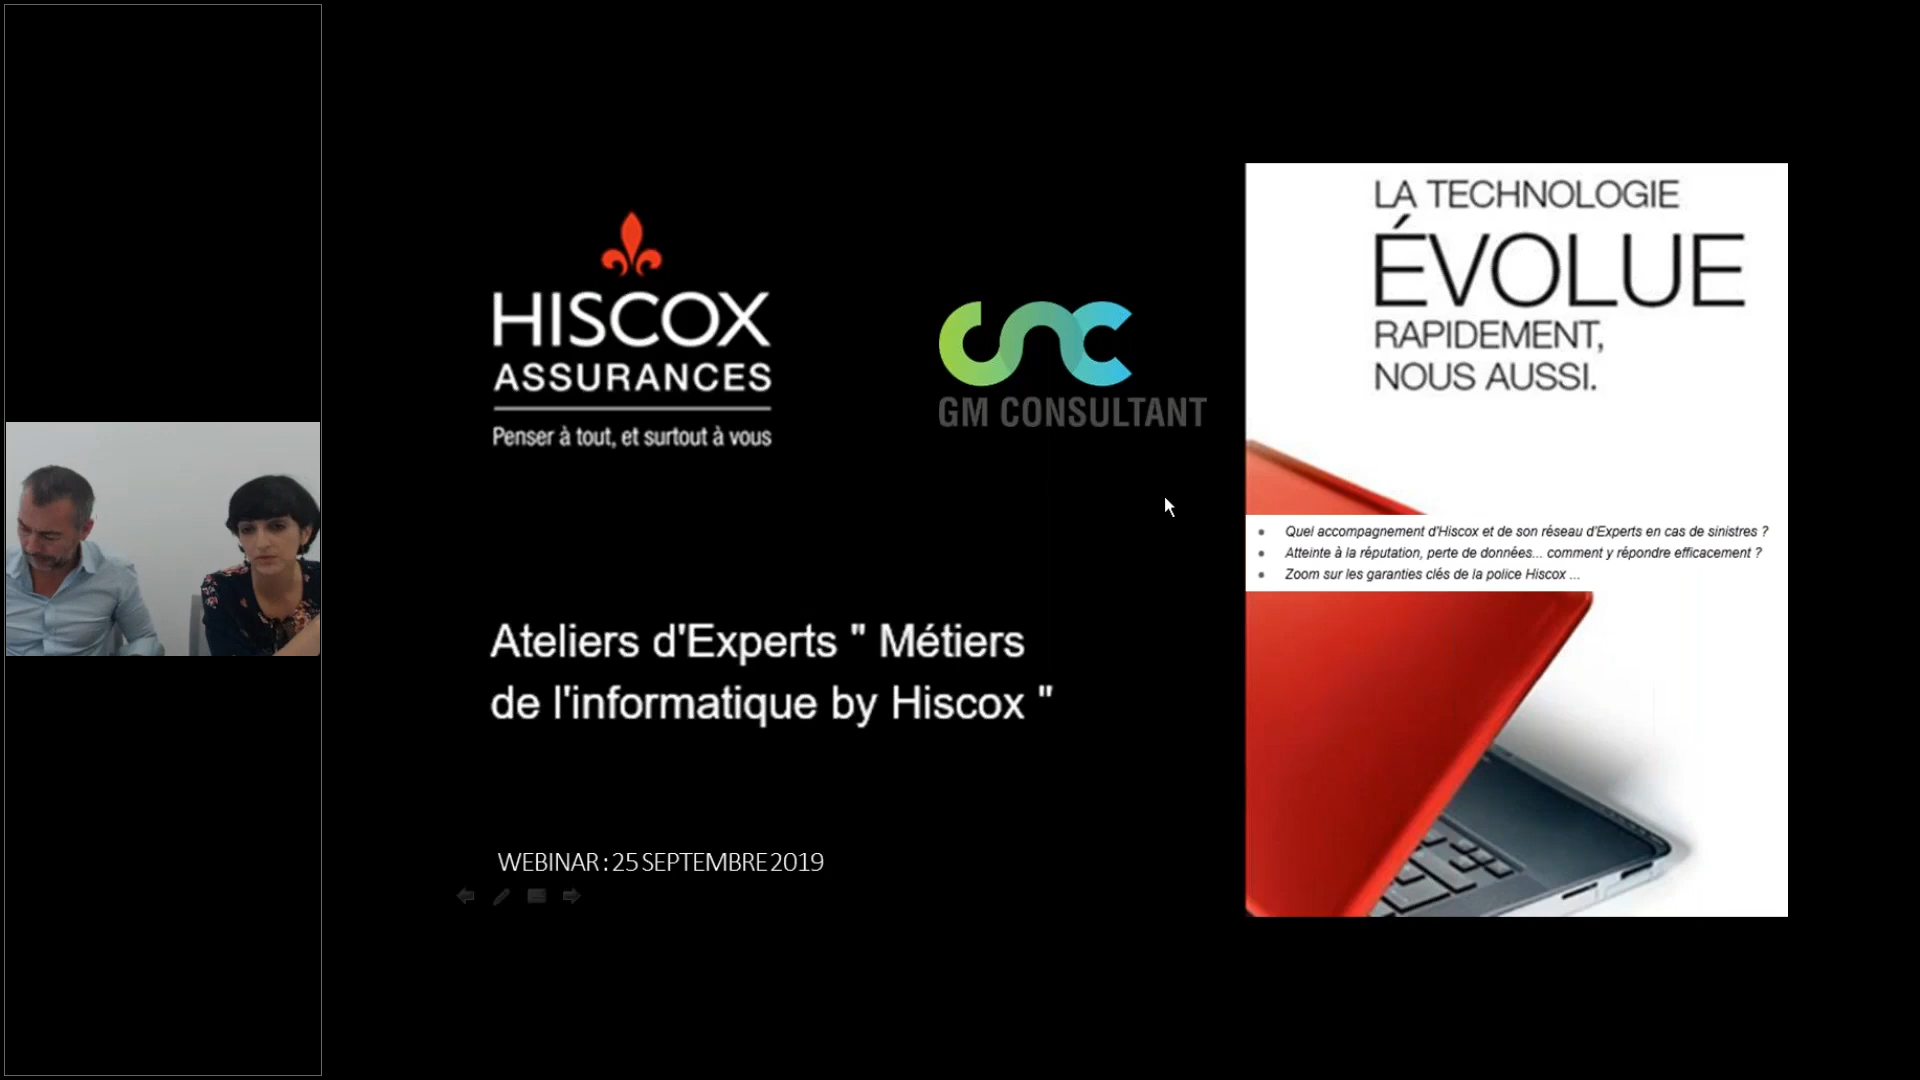 HISCOX
ASSURANCES
Penser à tout, et surtout à vous
GM CONSULTANT
Ateliers d'Experts " Métiers
de l'informatique by Hiscox "
WEBINAR : 25 SEPTEMBRE 2019
LA TECHNOLOGIE
ÉVOLUE
RAPIDEMENT,
NOUS AUSSI.
• Quel accompagnement d'Hiscox et de son réseau d'Experts en cas de sinistres ?
• Atteinte à la réputation, perte de données... comment y répondre efficacement ?
• Zoom sur les garanties clés de la police Hiscox ...